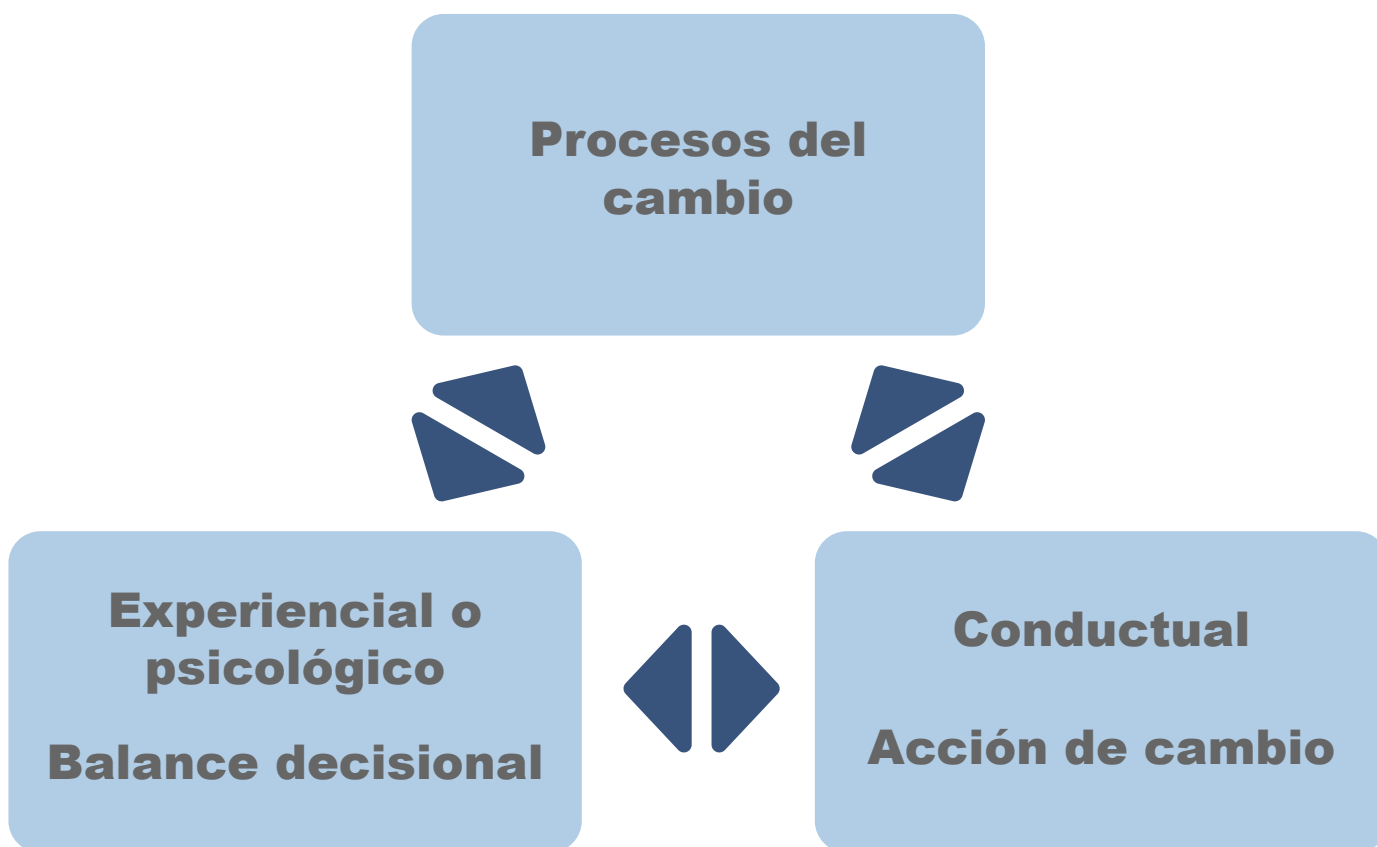 Procesos del
cambio
Experiencial o
psicológico
Balance decisional
Conductual
Acción de cambio